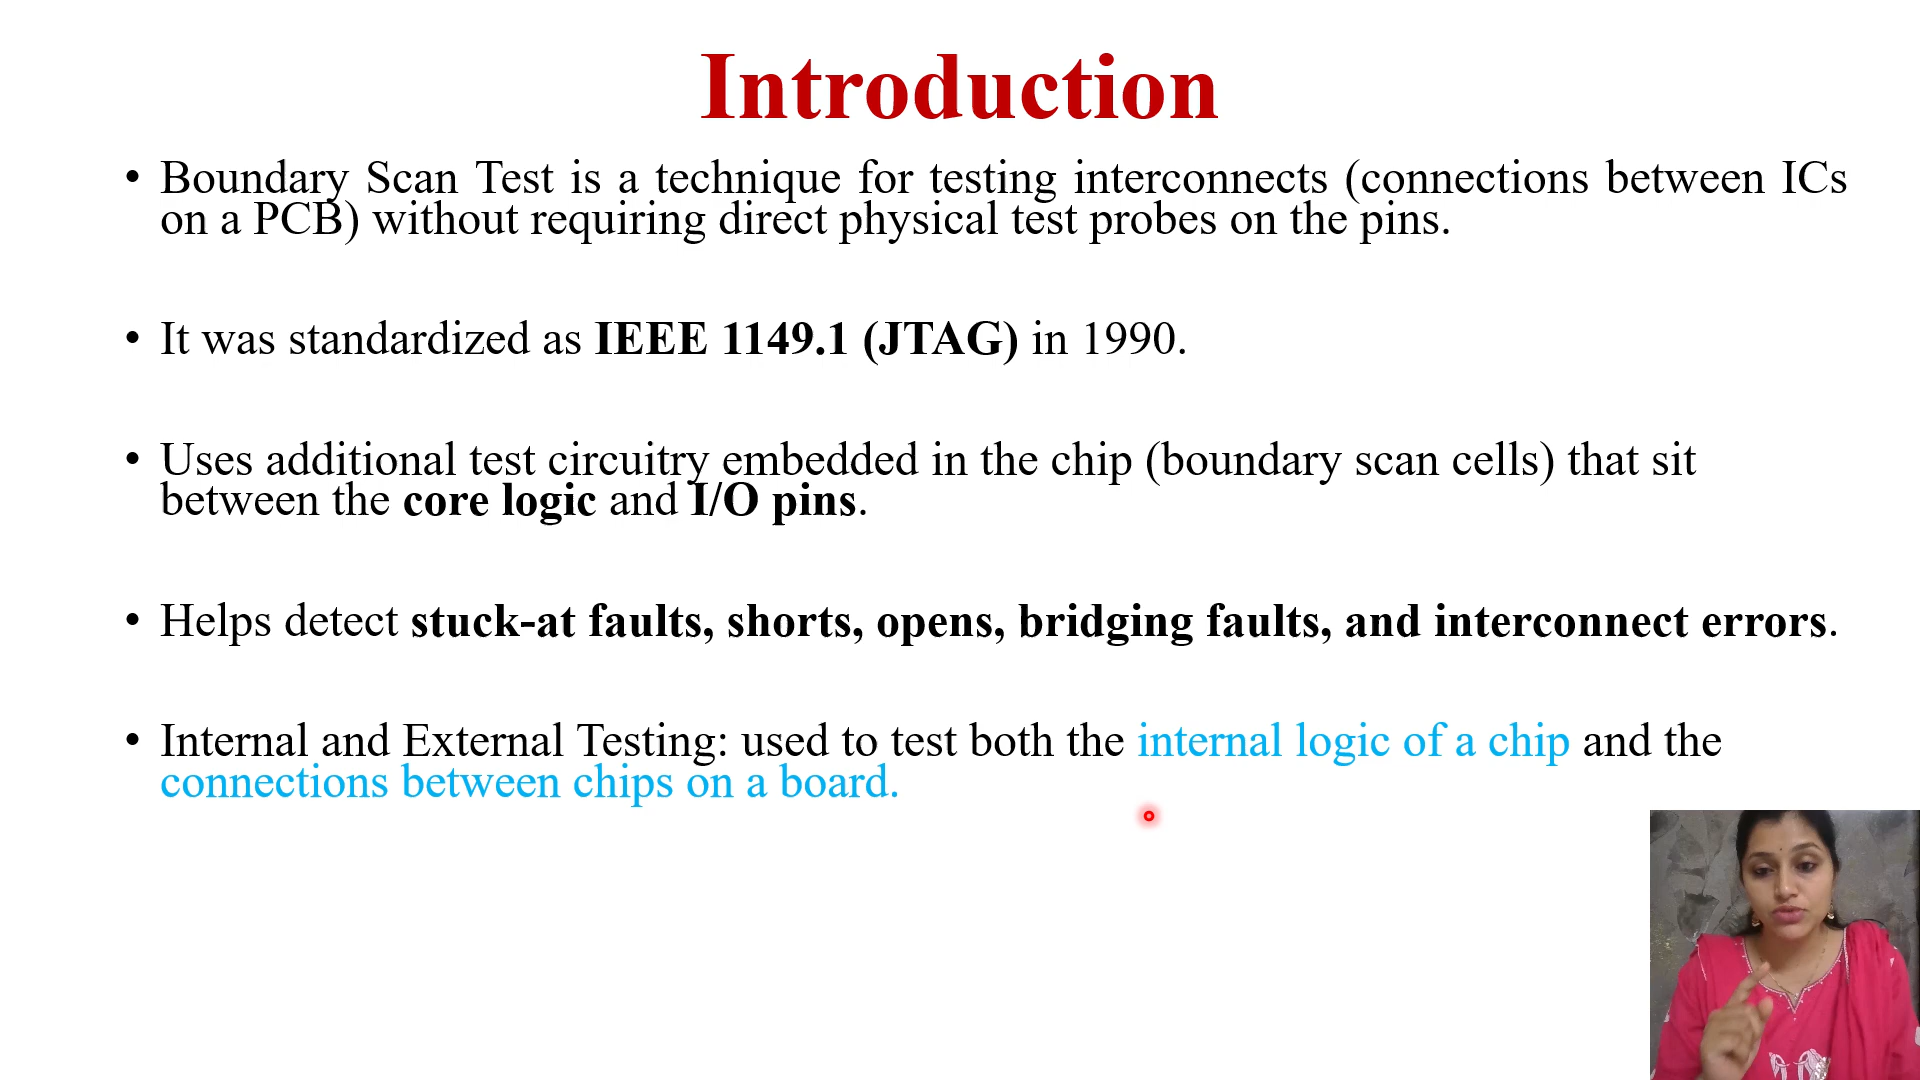 Introduction
• Boundary Scan Test is a technique for testing interconnects (connections between ICs
on a PCB) without requiring direct physical test probes on the pins.
• It was standardized as IEEE 1149.1 (JTAG) in 1990.
• Uses additional test circuitry embedded in the chip (boundary scan cells) that sit
between the core logic and I/O pins.
• Helps detect stuck-at faults, shorts, opens, bridging faults, and interconnect errors.
• Internal and External Testing: used to test both the internal logic of a chip and the
connections between chips on a board.